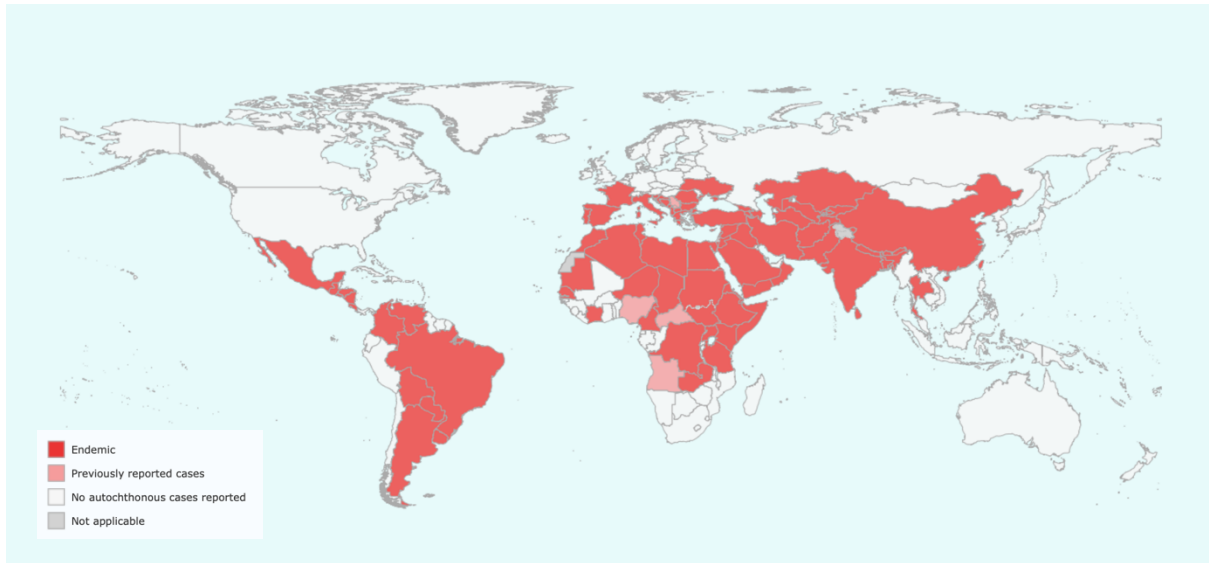 Endemic
Previously reported cases
No autochthonous cases reported
Not applicable